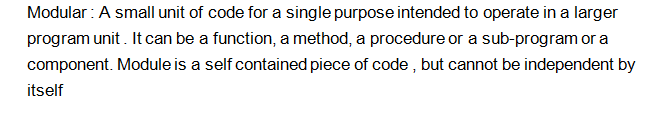 Modular : A small unit of code for a single purpose intended to operate in a larger
program unit . It can be a function, a method, a procedure or a sub-program or a
component. Module is a self contained piece of code , but cannot be independent by
itself